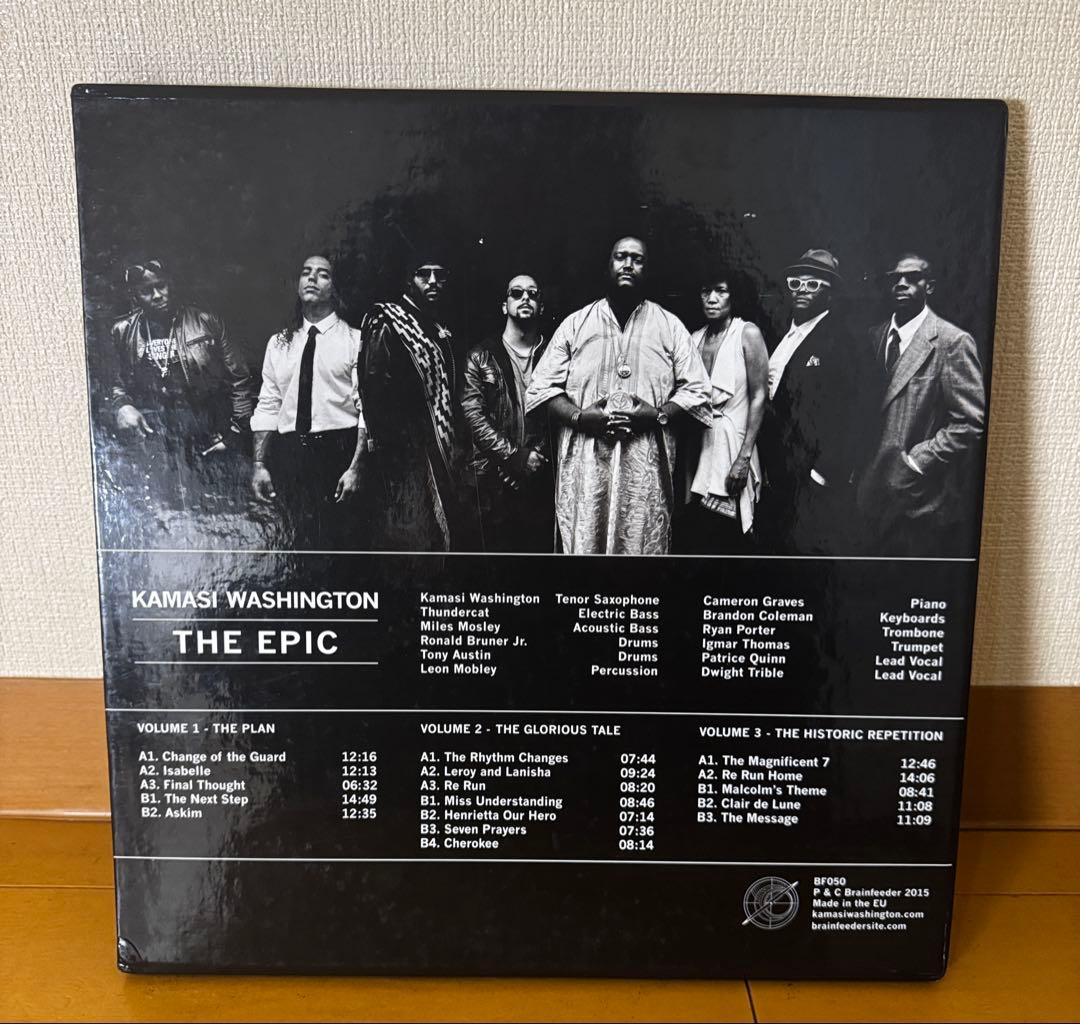 EVERYONE
LOVES THE
SINGER
KAMASI WASHINGTON
THE EPIC
Kamasi Washington Tenor Saxophone
Thundercat Electric Bass
Miles Mosley Acoustic Bass
Ronald Bruner Jr. Drums
Tony Austin Drums
Leon Mobley Percussion
Cameron Graves Piano
Brandon Coleman Keyboards
Ryan Porter Trombone
Igmar Thomas Trumpet
Patrice Quinn Lead Vocal
Dwight Trible Lead Vocal
VOLUME 1 - THE PLAN
A1. Change of the Guard 12:16
A2. Isabelle 12:13
A3. Final Thought 06:32
B1. The Next Step 14:49
B2. Askim 12:35
VOLUME 2 - THE GLORIOUS TALE
A1. The Rhythm Changes 07:44
A2. Leroy and Lanisha 09:24
A3. Re Run 08:20
B1. Miss Understanding 08:46
B2. Henrietta Our Hero 07:14
B3. Seven Prayers 07:36
B4. Cherokee 08:14
VOLUME 3 - THE HISTORIC REPETITION
A1. The Magnificent 7 12:46
A2. Re Run Home 14:06
B1. Malcolm's Theme 08:41
B2. Clair de Lune 11:08
B3. The Message 11:09
BF050
P & C Brainfeeder 2015
Made in the EU
kamasiwashington.com
brainfeedersite.com